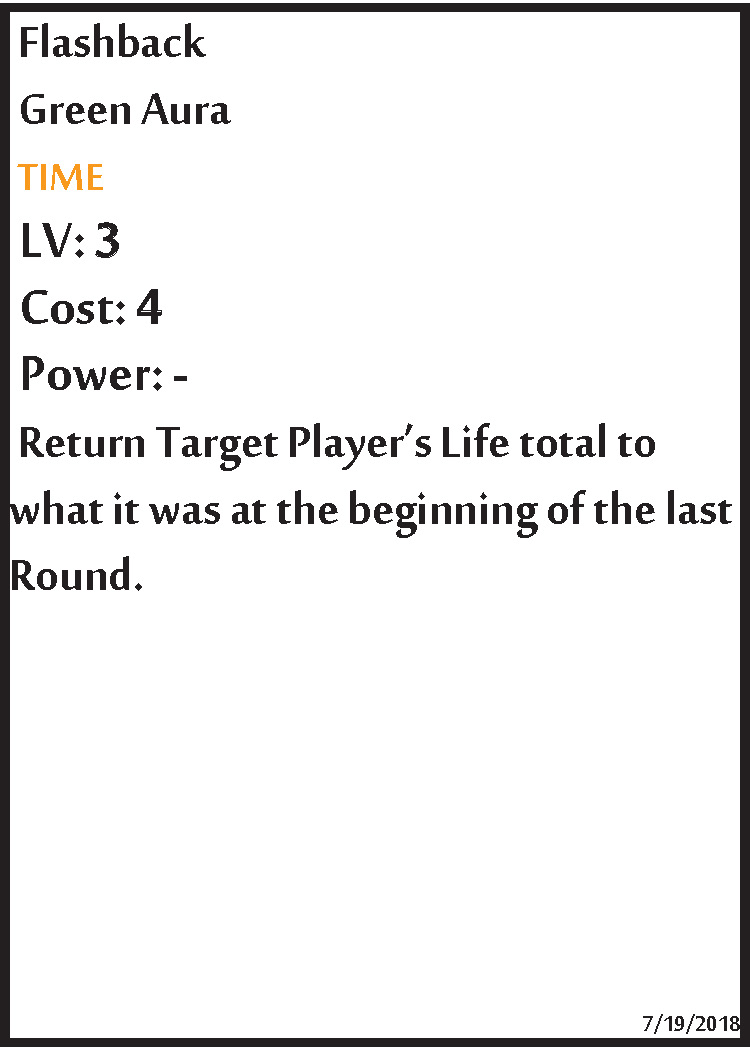 Flashback
Green Aura
TIME
LV: 3
Cost: 4
Power: -
Return Target Player’s Life total to
what it was at the beginning of the last
Round.
7/19/2018